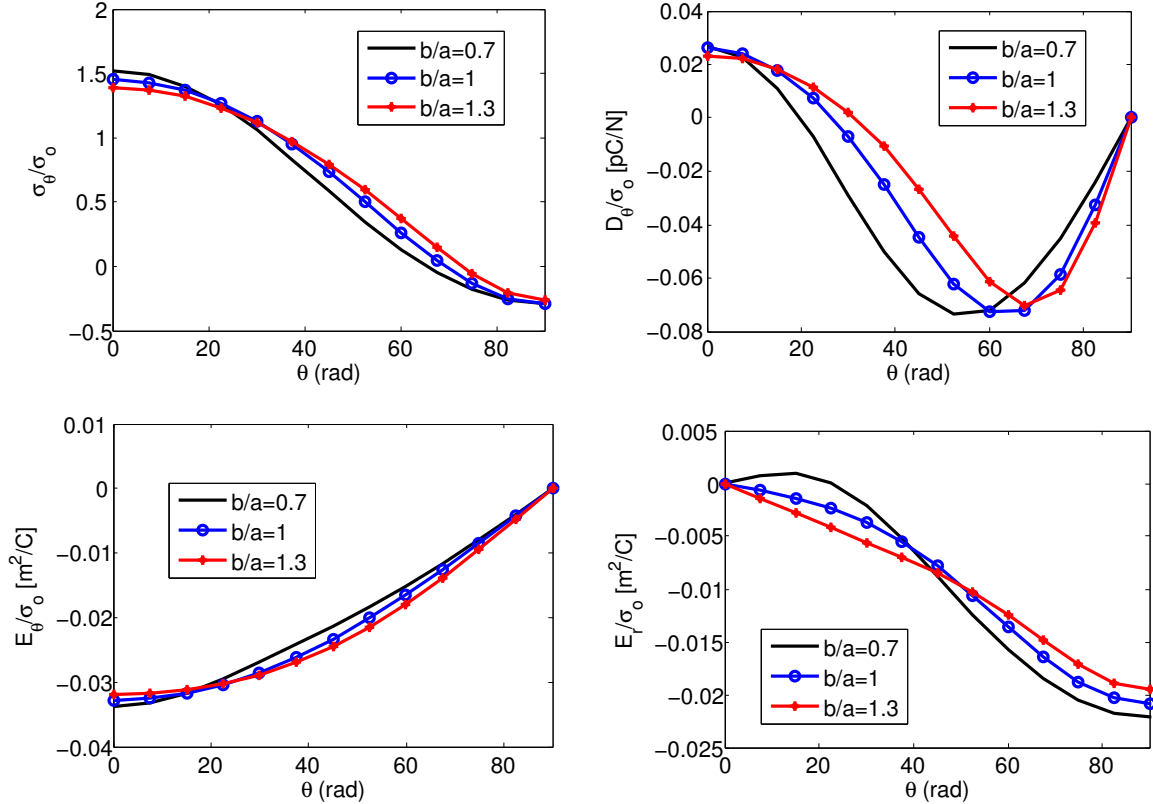 2
1.5
1
0.5
0
−0.5
σθ/σo
0 20 40 60 80
θ (rad)
b/a=0.7
b/a=1
b/a=1.3
0.04
0.02
0
−0.02
−0.04
−0.06
−0.08
Dθ/σo [pC/N]
0 20 40 60 80
θ (rad)
b/a=0.7
b/a=1
b/a=1.3
0.01
0
−0.01
−0.02
−0.03
−0.04
Eθ/σo [m²/C]
0 20 40 60 80
θ (rad)
b/a=0.7
b/a=1
b/a=1.3
0.005
0
−0.005
−0.01
−0.015
−0.02
−0.025
Er/σo [m²/C]
0 20 40 60 80
θ (rad)
b/a=0.7
b/a=1
b/a=1.3